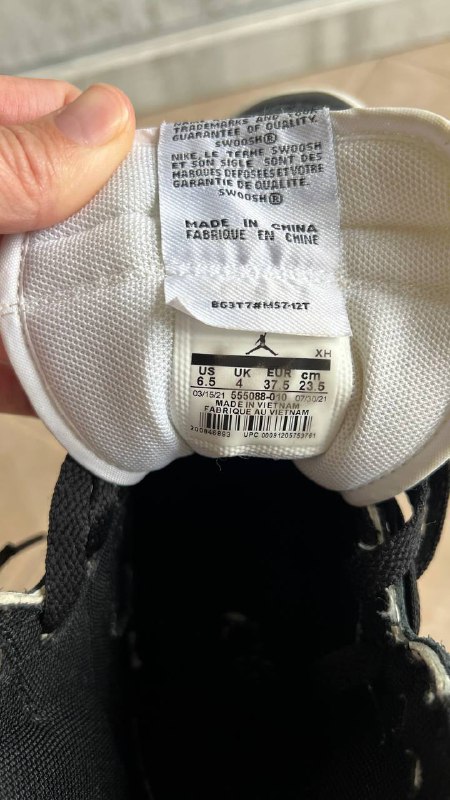 TRADEMARKS AND
GUARANTEE OF QUALITY.
SWOOSH®
NIKE, LE TERME SWOOSH
ET SON SIGLE SONT DES
MARQUES DEPOSEES ET VOTRE
GARANTIE DE QUALITE.
SWOOSH®
MADE IN CHINA
FABRIQUE EN CHINE
BG3T7#MS7-12T
XH
US UK EUR cm
6.5 4 37.5 23.5
03/15/21 555088-010 07/30/21
MADE IN VIETNAM
FABRIQUE AU VIETNAM
UPC 00081205753761